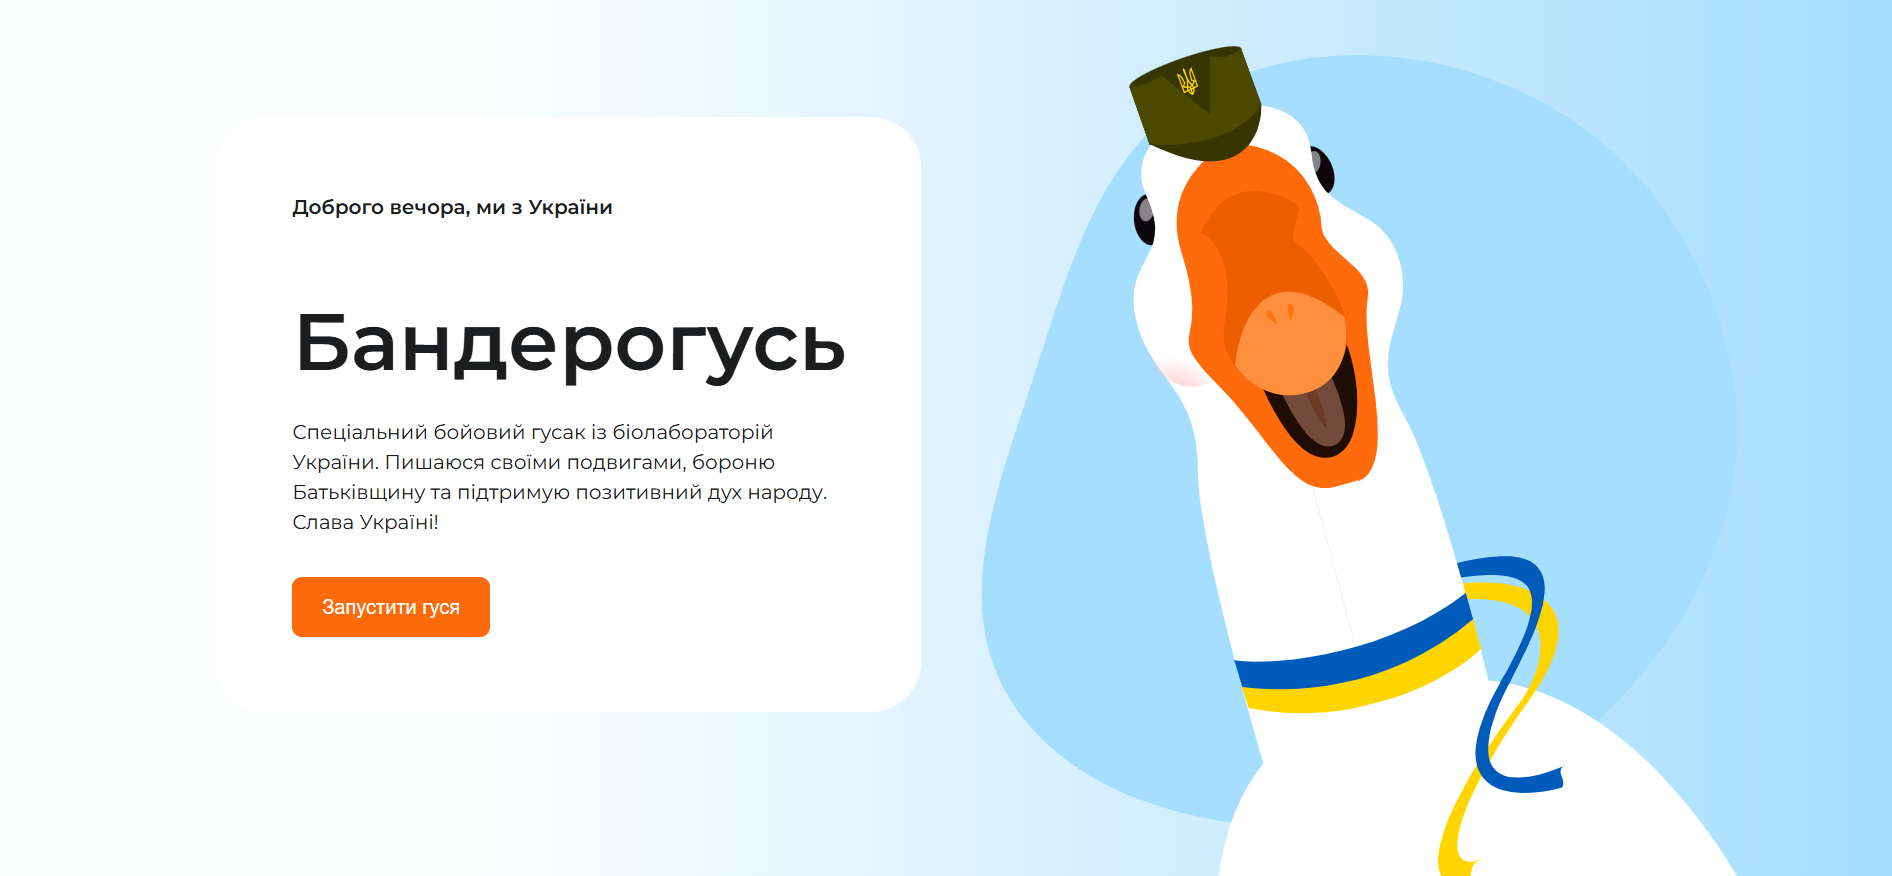 Доброго вечора, ми з України
Бандерогусь
Спеціальний бойовий гусак із біолабораторій
України. Пишаюся своїми подвигами, бороню
Батьківщину та підтримую позитивний дух народу.
Слава Україні!
Запустити гуся